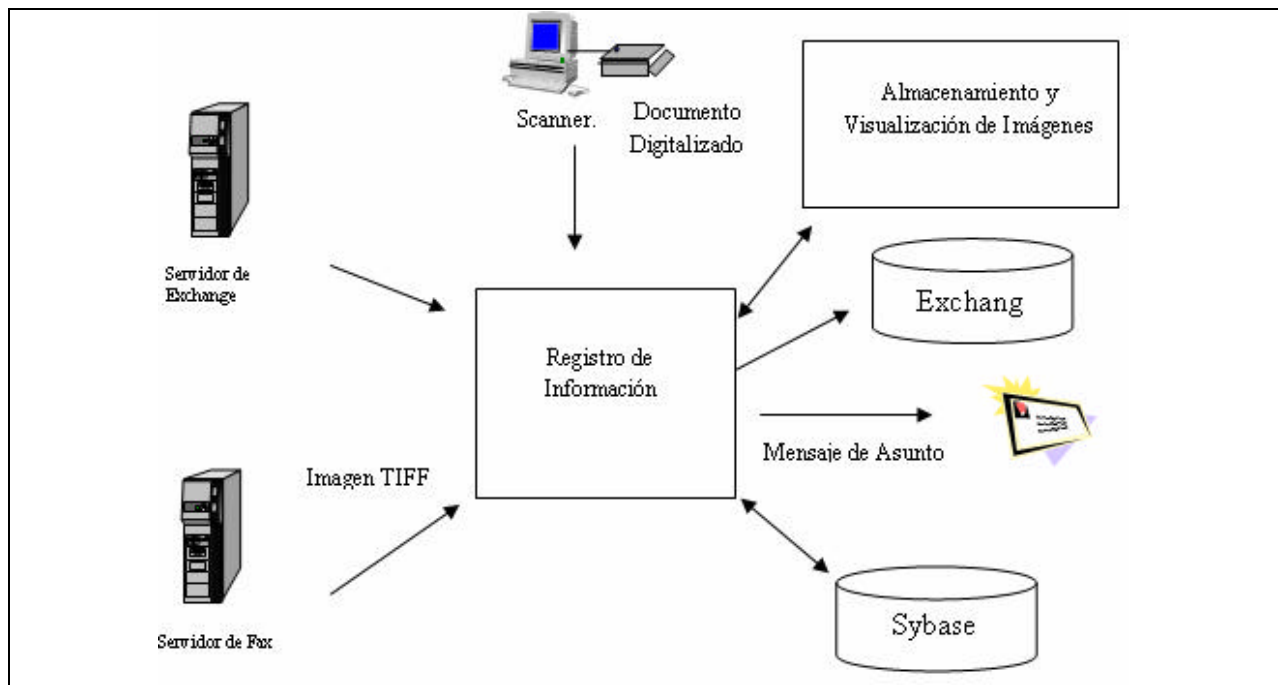 Scanner.
Documento
Digitalizado
Almacenamiento y
Visualización de Imágenes
Servidor de
Exchange
Exchang
Registro de
Información
Mensaje de Asunto
Imagen TIFF
Servidor de Fax
Sybase